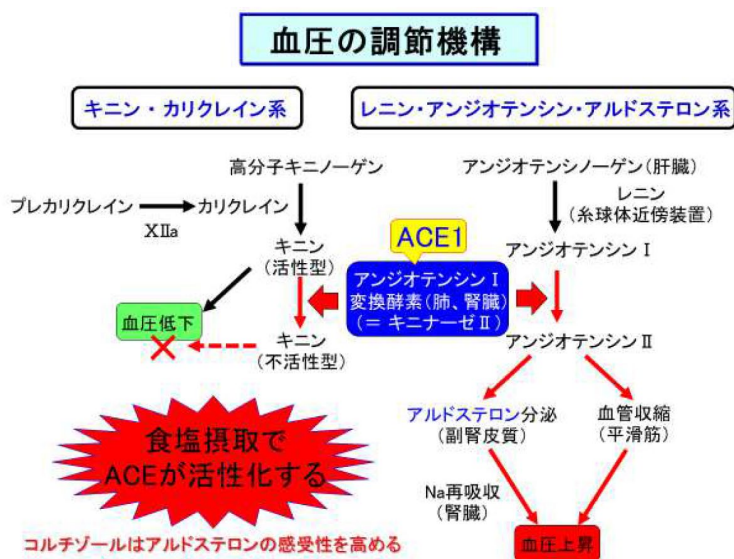 血圧の調節機構
キニン・カリクレイン系
レニン・アンジオテンシン・アルドステロン系
高分子キニノーゲン
アンジオテンシノーゲン(肝臓)
プレカリクレイン
カリクレイン
レニン
(糸球体近傍装置)
ⅩⅡa
ACE1
キニン
(活性型)
アンジオテンシンⅠ
アンジオテンシンⅠ
変換酵素(肺、腎臓)
(= キニナーゼⅡ)
血圧低下
キニン
(不活性型)
アンジオテンシンⅡ
アルドステロン分泌
(副腎皮質)
血管収縮
(平滑筋)
食塩摂取で
ACEが活性化する
Na再吸収
(腎臓)
血圧上昇
コルチゾールはアルドステロンの感受性を高める